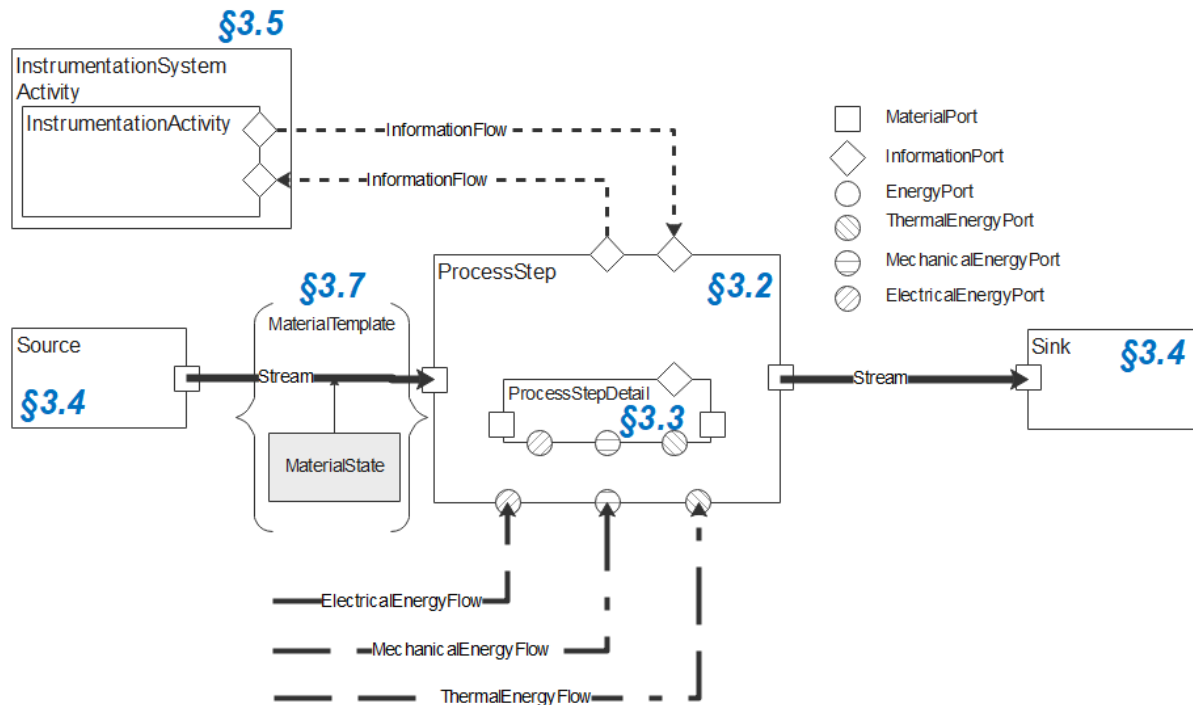 §3.5
InstrumentationSystem
Activity
InstrumentationActivity
InformationFlow
InformationFlow
MaterialPort
InformationPort
EnergyPort
ThermalEnergyPort
MechanicalEnergyPort
ElectricalEnergyPort
ProcessStep
§3.2
§3.7
MaterialTemplate
Source
§3.4
Stream
MaterialState
ProcessStepDetail
§3.3
Stream
Sink
§3.4
ElectricalEnergyFlow
MechanicalEnergyFlow
ThermalEnergyFlow